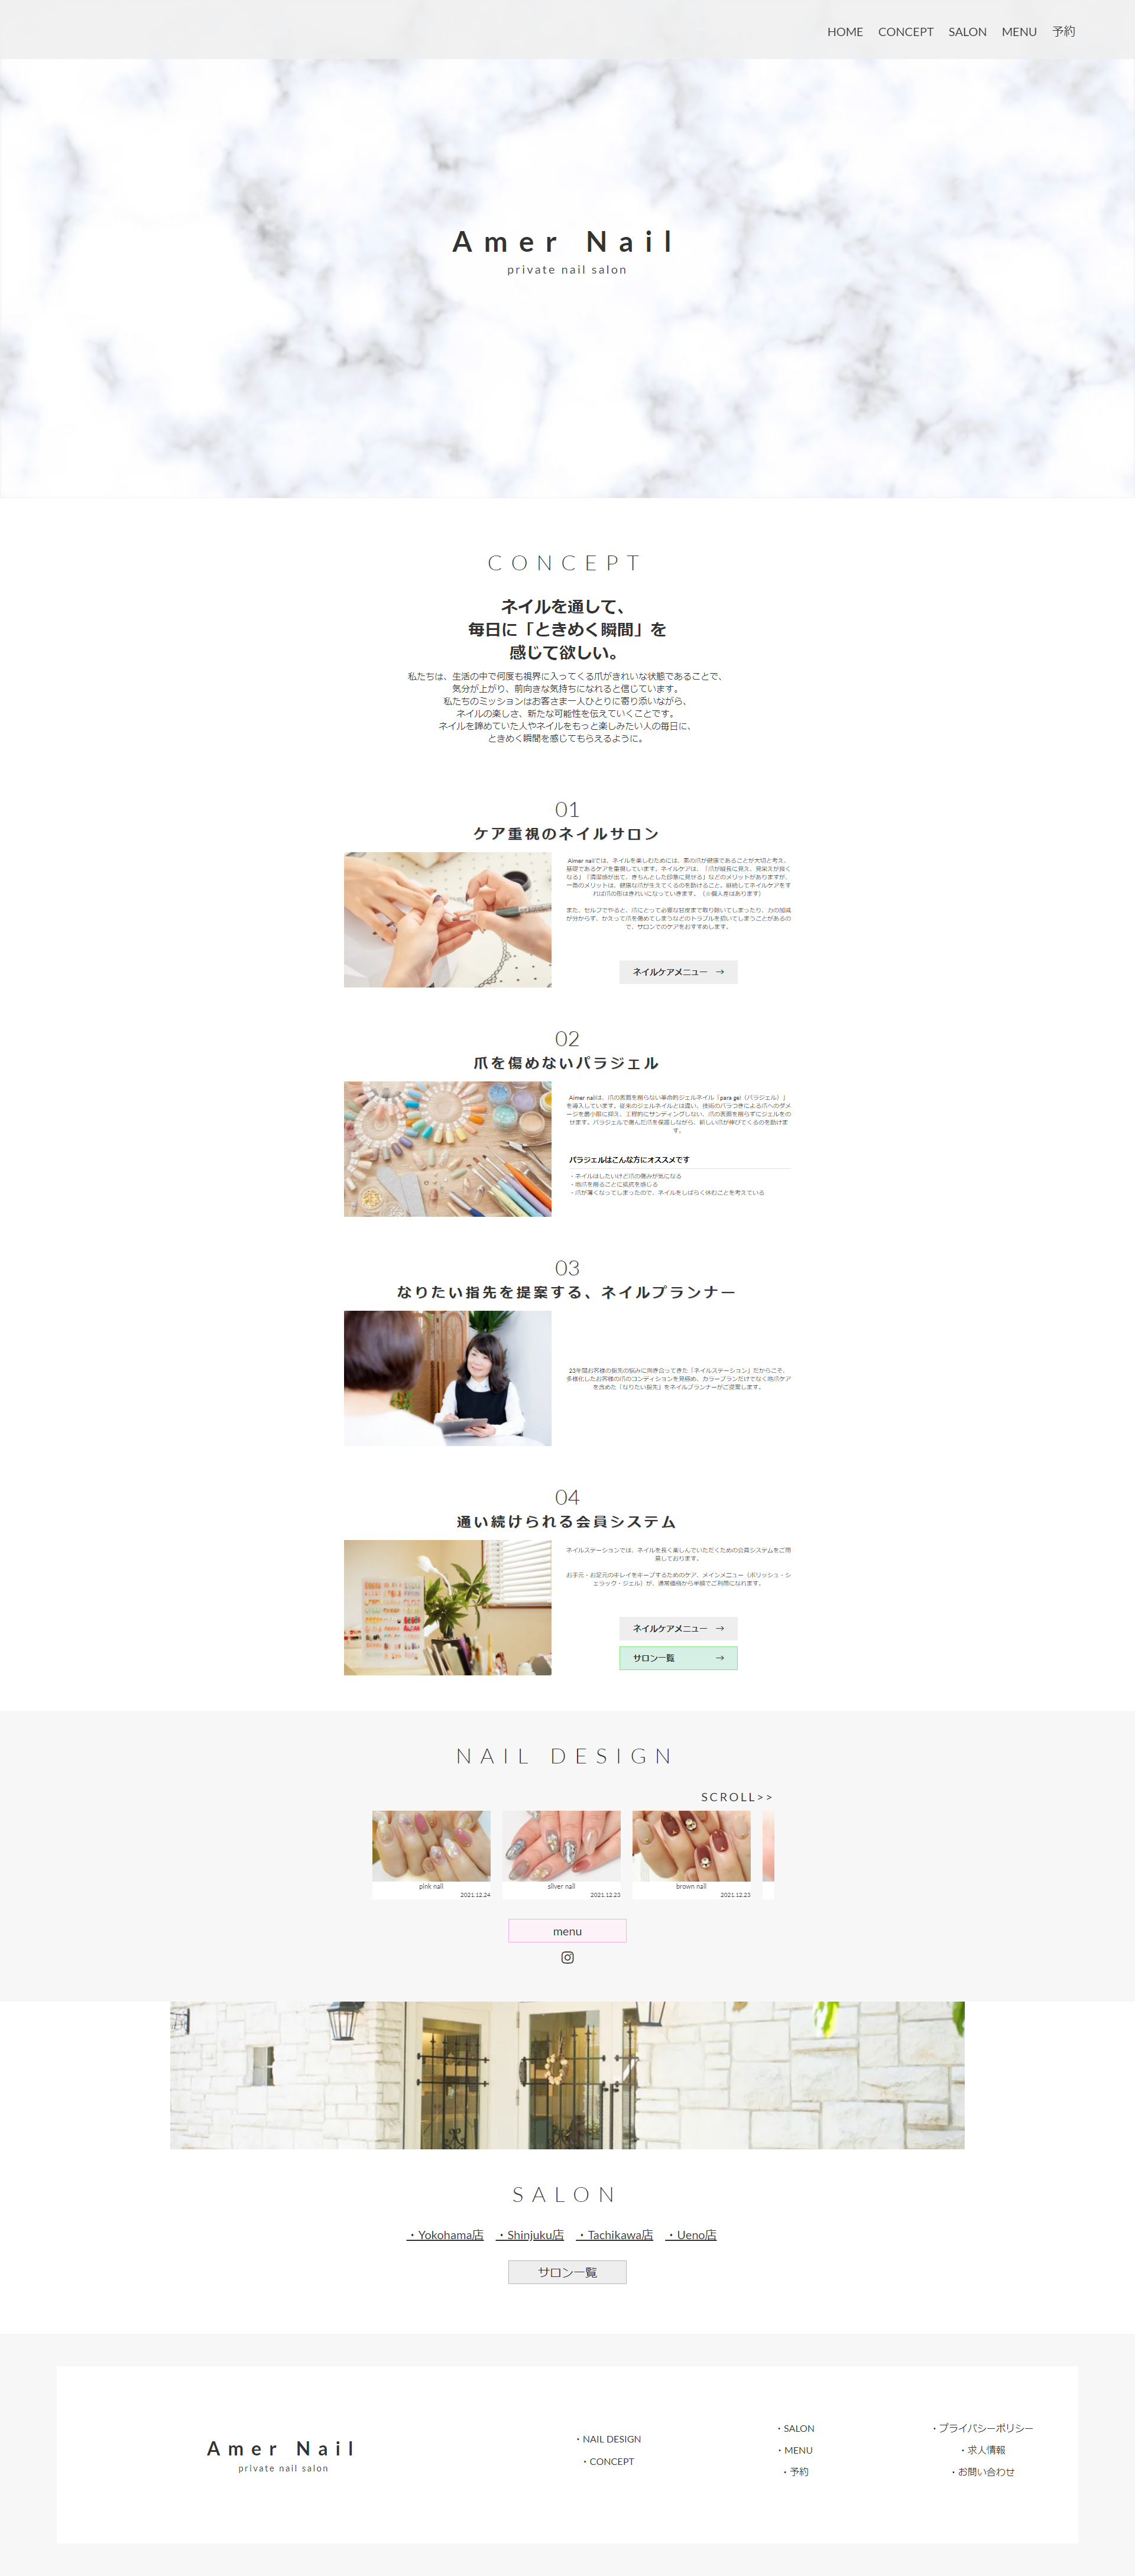 HOME CONCEPT SALON MENU 予約
Amer Nail
private nail salon
CONCEPT
ネイルを通して、
毎日に「ときめく瞬間」を
感じて欲しい。
私たちは、生活の中で何度も視界に入ってくる爪がきれいな状態であることで、
気分が上がり、前向きな気持ちになれると信じています。
私たちのミッションはお客さま一人ひとりに寄り添いながら、
ネイルの楽しさ、新たな可能性を伝えていくことです。
ネイルを諦めていた人やネイルをもっと楽しみたい人の毎日に、
ときめく瞬間を感じてもらえるように。
01
ケア重視のネイルサロン
Aimer nailでは、ネイルを楽しむためには、素の爪が健康であることが大切と考え、
基礎であるケアを重視しています。ネイルケアは、「爪が縦長に見え、見栄えが良く
なる」「清潔感が出て、きちんとした印象に見せる」などのメリットがありますが、
一番のメリットは、健康な爪が生えてくるのを助けること。継続してネイルケアをす
れば爪の形はきれいになっていきます。（※個人差はあります）
また、セルフでやると、爪にとって必要な甘皮まで取り除いてしまったり、力の加減
が分からず、かえって爪を傷めてしまうなどのトラブルを招いてしまうことがあるの
で、サロンでのケアをおすすめします。
ネイルケアメニュー →
02
爪を傷めないパラジェル
Aimer nailは、爪の表面を削らない革命的ジェルネイル「para gel（パラジェル）」
を導入しています。従来のジェルネイルとは違い、技術のバラつきによる爪へのダメ
ージを最小限に抑え、工程的にサンディングしない、爪の表面を削らずにジェルをの
せます。パラジェルで傷んだ爪を保護しながら、新しい爪が伸びてくるのを助けま
す。
パラジェルはこんな方にオススメです
・ネイルはしたいけど爪の傷みが気になる
・地爪を削ることに抵抗を感じる
・爪が薄くなってしまったので、ネイルをしばらく休むことを考えている
03
なりたい指先を提案する、ネイルプランナー
23年間お客様の指先の悩みに向き合ってきた「ネイルステーション」だからこそ、
多様化したお客様の爪のコンディションを見極め、カラープランだけでなく地爪ケア
を含めた「なりたい指先」をネイルプランナーがご提案します。
04
通い続けられる会員システム
ネイルステーションでは、ネイルを長く楽しんでいただくための会員システムをご用
意しております。
お手元・お足元のキレイをキープするためのケア、メインメニュー（ポリッシュ・シ
ェラック・ジェル）が、通常価格から半額でご利用になれます。
ネイルケアメニュー →
サロン一覧 →
NAIL DESIGN
SCROLL>>
pink nail
2021.12.24
silver nail
2021.12.23
brown nail
2021.12.23
menu
SALON
・Yokohama店 ・Shinjuku店 ・Tachikawa店 ・Ueno店
サロン一覧
Amer Nail
private nail salon
・NAIL DESIGN
・CONCEPT
・SALON
・MENU
・予約
・プライバシーポリシー
・求人情報
・お問い合わせ